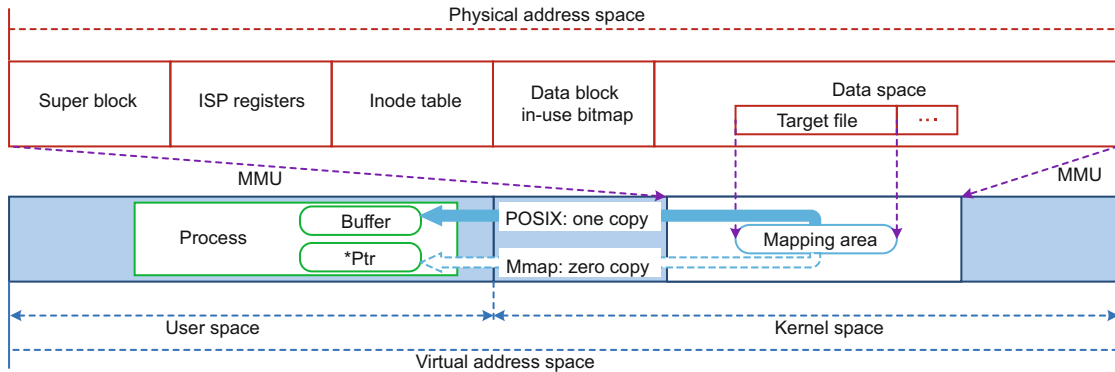 Physical address space
Super block
ISP registers
Inode table
Data block
in-use bitmap
Data space
Target file
...
MMU
MMU
Process
Buffer
*Ptr
POSIX: one copy
Mmap: zero copy
Mapping area
User space
Kernel space
Virtual address space